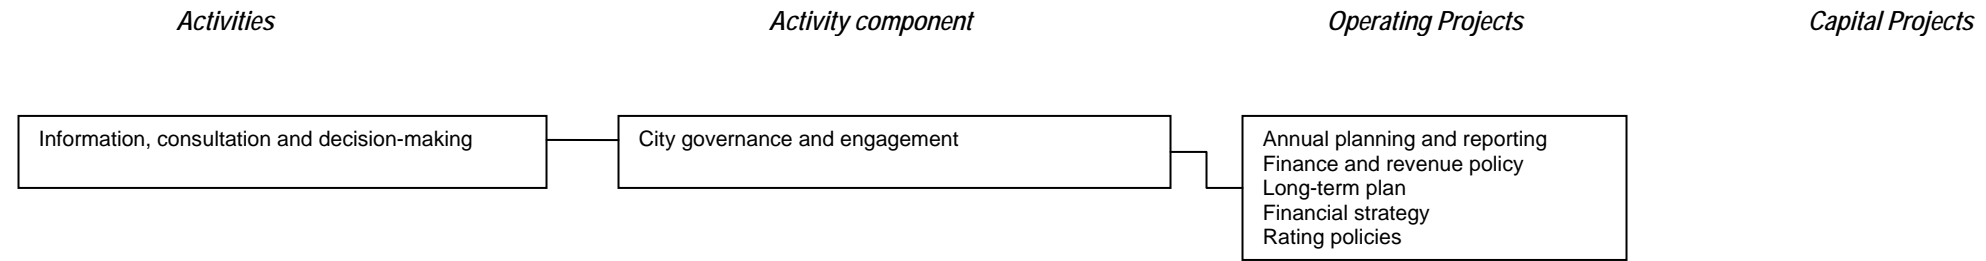 Activities
Activity component
Operating Projects
Capital Projects
Information, consultation and decision-making
City governance and engagement
Annual planning and reporting
Finance and revenue policy
Long-term plan
Financial strategy
Rating policies